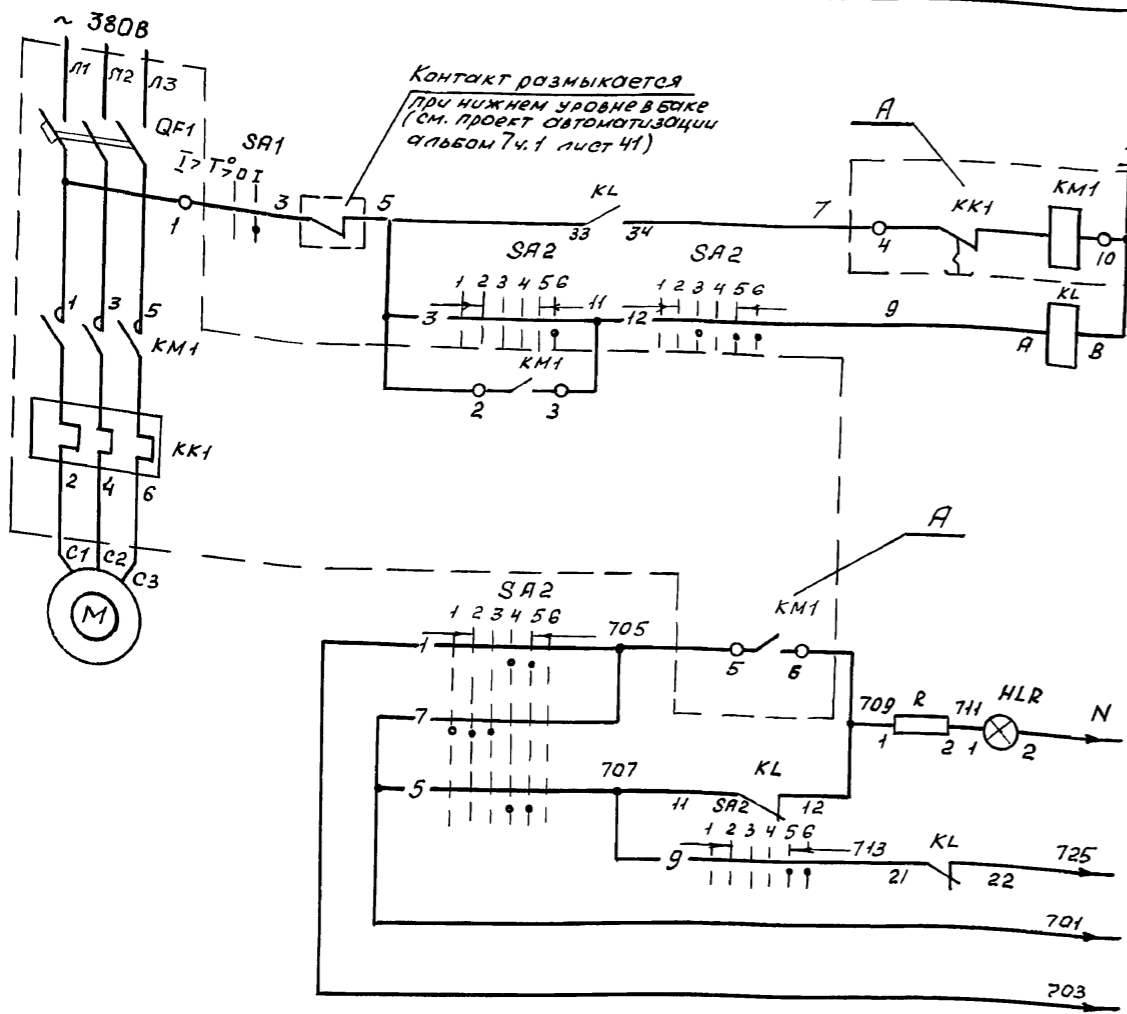 ~ 380В
Л1 Л2 Л3
QF1
I> T°>
SA1
0 I
1
3
Контакт размыкается
при нижнем уровне в баке
(см. проект автоматизации
альбом 7 ч.1 лист 41)
5
KL
33 34
7
A
4
KK1
KM1
10
SA2
1 2 3 4 5 6
3
11
SA2
1 2 3 4 5 6
12
9
KL
A B
KM1
2 3
1 3 5
KM1
KK1
2 4 6
C1 C2 C3
M
A
SA2
1 2 3 4 5 6
1
705
KM1
5 6
7
709
R
1 2
711
HLR
1 2
N
5
707
KL
11 12
SA2
1 2 3 4 5 6
9
713
KL
21 22
725
701
703